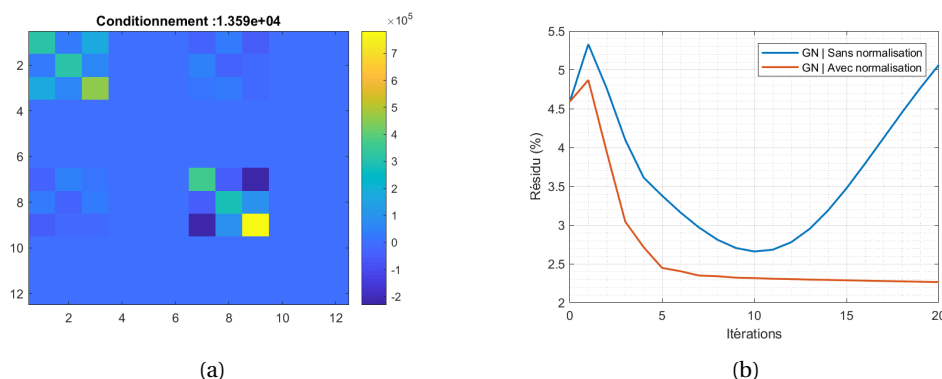 Conditionnement :1.359e+04
×10⁵
2
4
6
8
10
12
2 4 6 8 10 12
7
6
5
4
3
2
1
0
-1
-2
(a)
5.5
5
4.5
4
3.5
3
2.5
2
0 5 10 15 20
Résidu (%)
Itérations
GN | Sans normalisation
GN | Avec normalisation
(b)